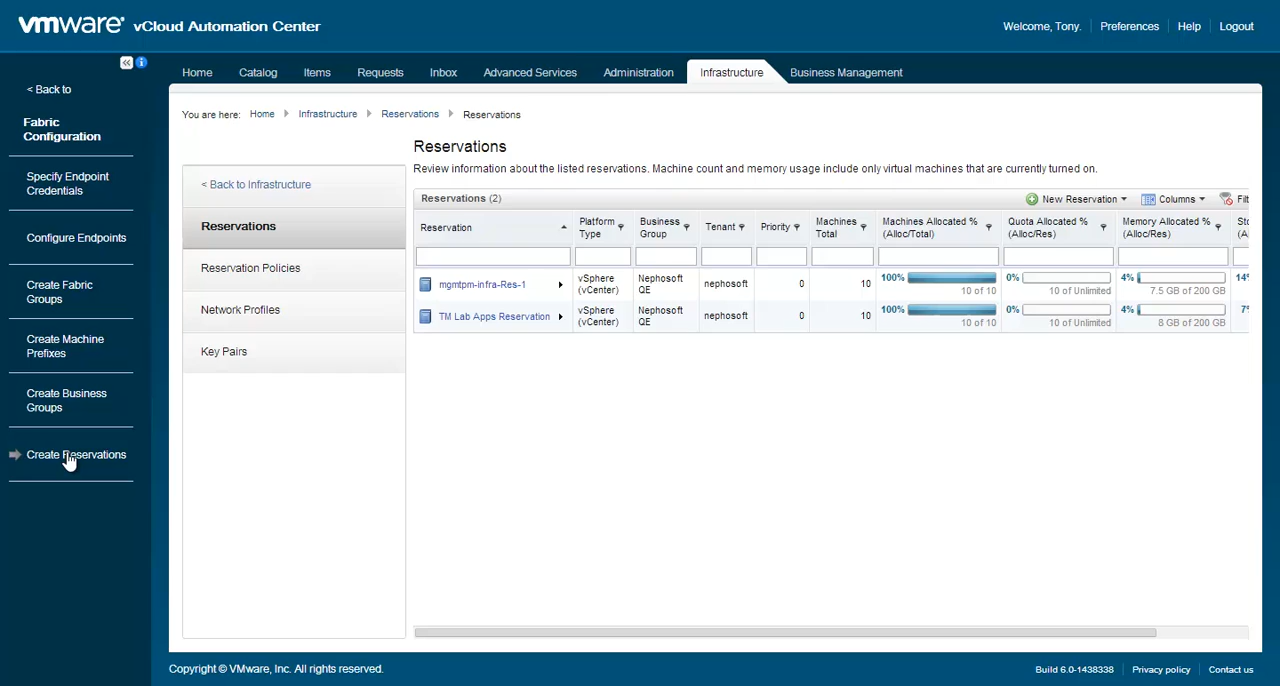 vmware® vCloud Automation Center
Welcome, Tony. Preferences Help Logout
Home Catalog Items Requests Inbox Advanced Services Administration Infrastructure Business Management
< Back to
Fabric
Configuration
Specify Endpoint
Credentials
Configure Endpoints
Create Fabric
Groups
Create Machine
Prefixes
Create Business
Groups
Create Reservations
You are here: Home Infrastructure Reservations Reservations
< Back to Infrastructure
Reservations
Reservation Policies
Network Profiles
Key Pairs
Reservations
Review information about the listed reservations. Machine count and memory usage include only virtual machines that are currently turned on.
Reservations (2) New Reservation Columns Filt
Reservation
Platform
Type
Business
Group
Tenant
Priority
Machines
Total
Machines Allocated %
(Alloc/Total)
Quota Allocated %
(Alloc/Res)
Memory Allocated %
(Alloc/Res)
Sto
(A
mgmtpm-infra-Res-1
vSphere
(vCenter)
Nephosoft
QE
nephosoft
0
10
100%
10 of 10
0%
10 of Unlimited
4%
7.5 GB of 200 GB
14%
TM Lab Apps Reservation
vSphere
(vCenter)
Nephosoft
QE
nephosoft
0
10
100%
10 of 10
0%
10 of Unlimited
4%
8 GB of 200 GB
7%
Copyright © VMware, Inc. All rights reserved.
Build 6.0-1438338 Privacy policy Contact us